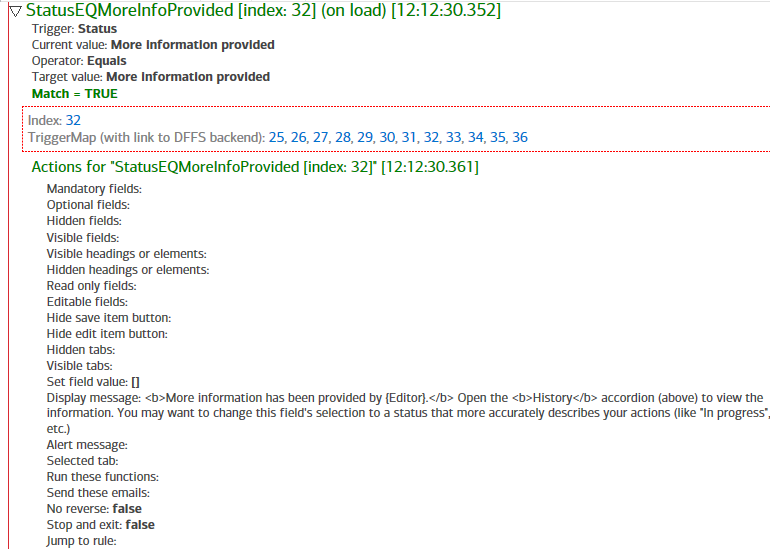 StatusEQMoreInfoProvided [index: 32] (on load) [12:12:30.352]
Trigger: Status
Current value: More Information provided
Operator: Equals
Target value: More Information provided
Match = TRUE
Index: 32
TriggerMap (with link to DFFS backend): 25, 26, 27, 28, 29, 30, 31, 32, 33, 34, 35, 36
Actions for "StatusEQMoreInfoProvided [index: 32]" [12:12:30.361]
Mandatory fields:
Optional fields:
Hidden fields:
Visible fields:
Visible headings or elements:
Hidden headings or elements:
Read only fields:
Editable fields:
Hide save item button:
Hide edit item button:
Hidden tabs:
Visible tabs:
Set field value: []
Display message: <b>More information has been provided by {Editor}.</b> Open the <b>History</b> accordion (above) to view the
information. You may want to change this field's selection to a status that more accurately describes your actions (like "In progress",
etc.)
Alert message:
Selected tab:
Run these functions:
Send these emails:
No reverse: false
Stop and exit: false
Jump to rule: